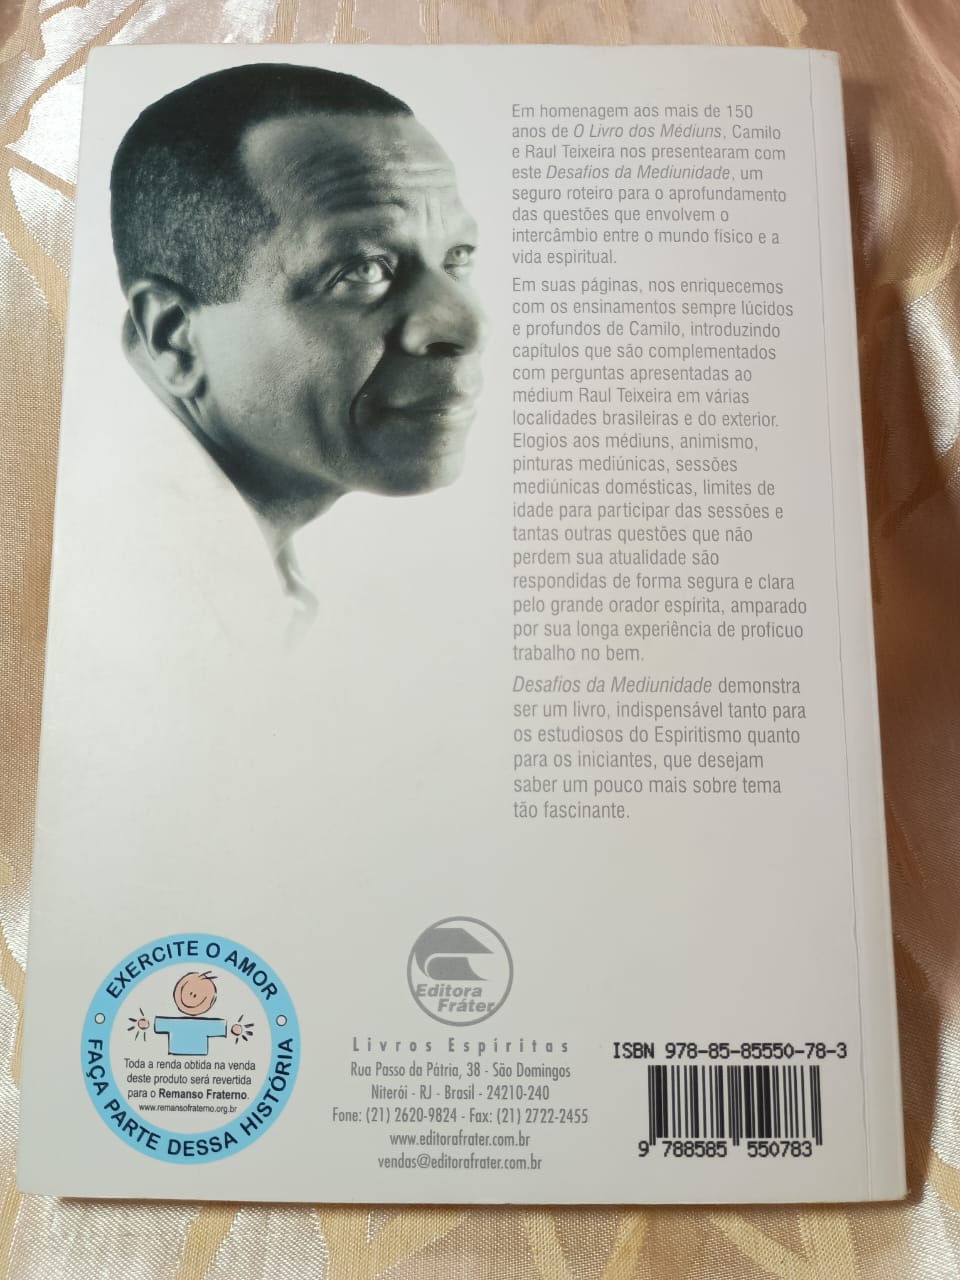 Em homenagem aos mais de 150
anos de O Livro dos Médiuns, Camilo
e Raul Teixeira nos presentearam com
este Desafios da Mediunidade, um
seguro roteiro para o aprofundamento
das questões que envolvem o
intercâmbio entre o mundo físico e a
vida espiritual.
Em suas páginas, nos enriquecemos
com os ensinamentos sempre lúcidos
e profundos de Camilo, introduzindo
capítulos que são complementados
com perguntas apresentadas ao
médium Raul Teixeira em várias
localidades brasileiras e do exterior.
Elogios aos médiuns, animismo,
pinturas mediúnicas, sessões
mediúnicas domésticas, limites de
idade para participar das sessões e
tantas outras questões que não
perdem sua atualidade são
respondidas de forma segura e clara
pelo grande orador espírita, amparado
por sua longa experiência de profícuo
trabalho no bem.
Desafios da Mediunidade demonstra
ser um livro, indispensável tanto para
os estudiosos do Espiritismo quanto
para os iniciantes, que desejam
saber um pouco mais sobre tema
tão fascinante.
EXERCITE O AMOR
Toda a renda obtida na venda
deste produto será revertida
para o Remanso Fraterno.
www.remansofraterno.org.br
FAÇA PARTE DESSA HISTÓRIA
Editora
Fráter
Livros Espíritas
Rua Passo da Pátria, 38 - São Domingos
Niterói - RJ - Brasil - 24210-240
Fone: (21) 2620-9824 - Fax: (21) 2722-2455
www.editorafrater.com.br
vendas@editorafrater.com.br
ISBN 978-85-85550-78-3
9 788585 550783